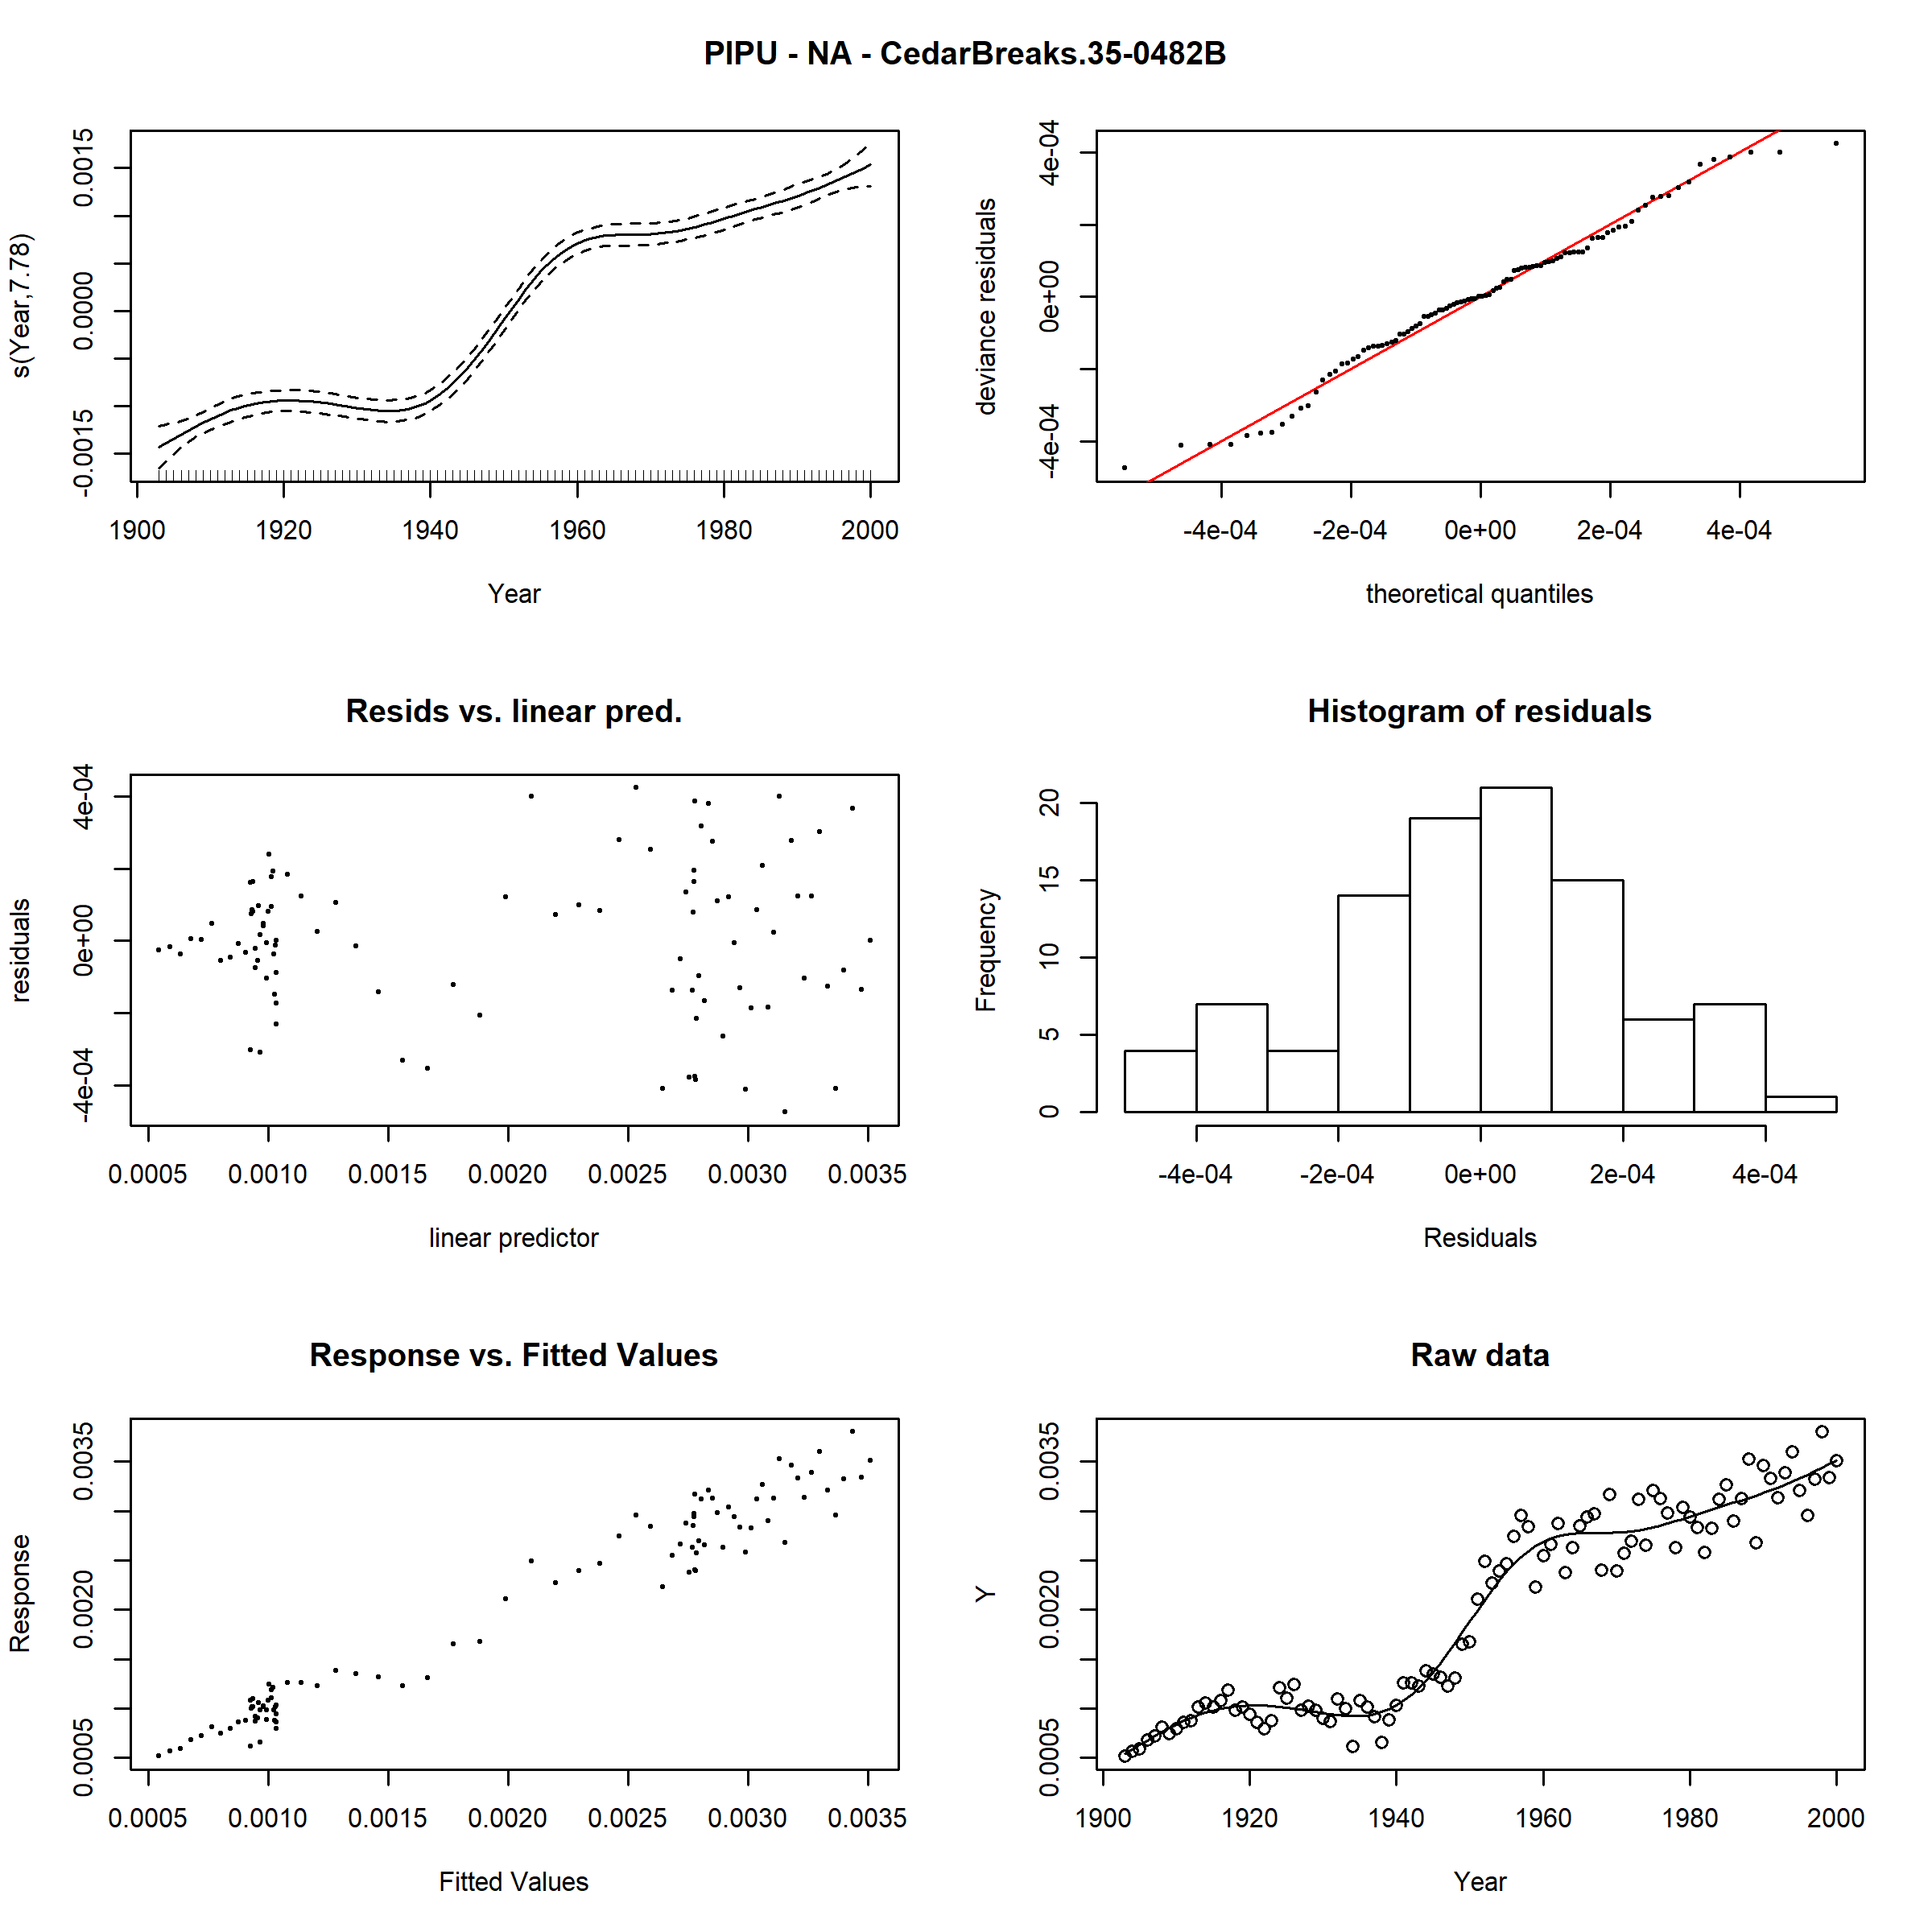 PIPU - NA - CedarBreaks.35-0482B
s(Year,7.78)
-0.0015 0.0000 0.0015
1900 1920 1940 1960 1980 2000
Year
deviance residuals
-4e-04 0e+00 4e-04
-4e-04 -2e-04 0e+00 2e-04 4e-04
theoretical quantiles
Resids vs. linear pred.
residuals
-4e-04 0e+00 4e-04
0.0005 0.0010 0.0015 0.0020 0.0025 0.0030 0.0035
linear predictor
Histogram of residuals
Frequency
0 5 10 15 20
-4e-04 -2e-04 0e+00 2e-04 4e-04
Residuals
Response vs. Fitted Values
Response
0.0005 0.0020 0.0035
0.0005 0.0010 0.0015 0.0020 0.0025 0.0030 0.0035
Fitted Values
Raw data
Y
0.0005 0.0020 0.0035
1900 1920 1940 1960 1980 2000
Year